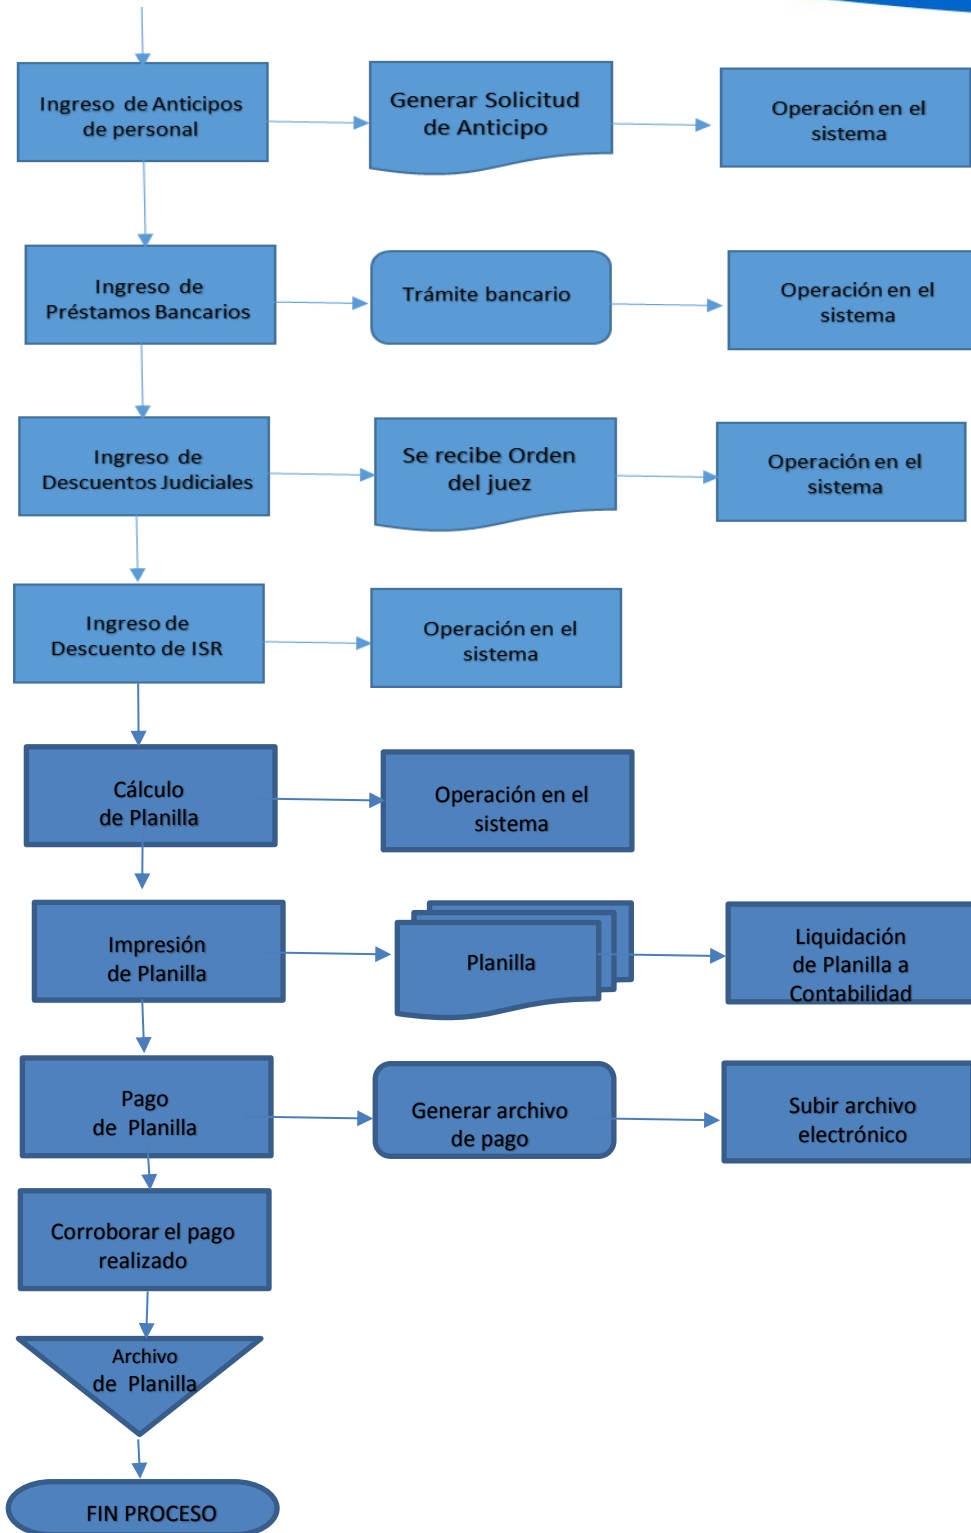 Ingreso de Anticipos
de personal
Generar Solicitud
de Anticipo
Operación en el
sistema
Ingreso de
Préstamos Bancarios
Trámite bancario
Operación en el
sistema
Ingreso de
Descuentos Judiciales
Se recibe Orden
del juez
Operación en el
sistema
Ingreso de
Descuento de ISR
Operación en el
sistema
Cálculo
de Planilla
Operación en el
sistema
Impresión
de Planilla
Planilla
Liquidación
de Planilla a
Contabilidad
Pago
de Planilla
Generar archivo
de pago
Subir archivo
electrónico
Corroborar el pago
realizado
Archivo
de Planilla
FIN PROCESO